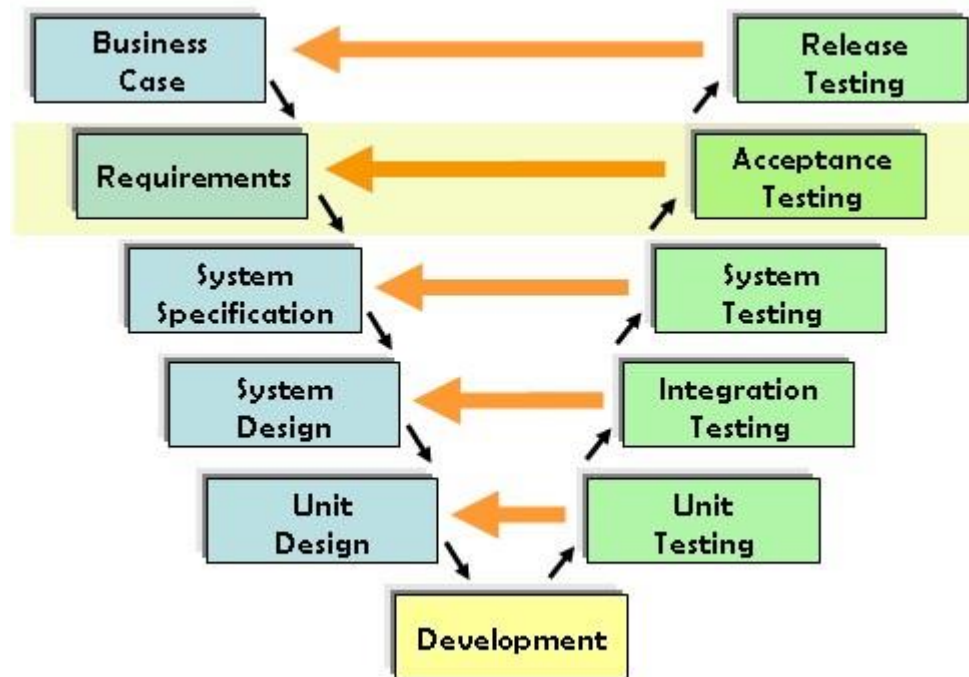 Business
Case
Release
Testing
Requirements
Acceptance
Testing
System
Specification
System
Testing
System
Design
Integration
Testing
Unit
Design
Unit
Testing
Development